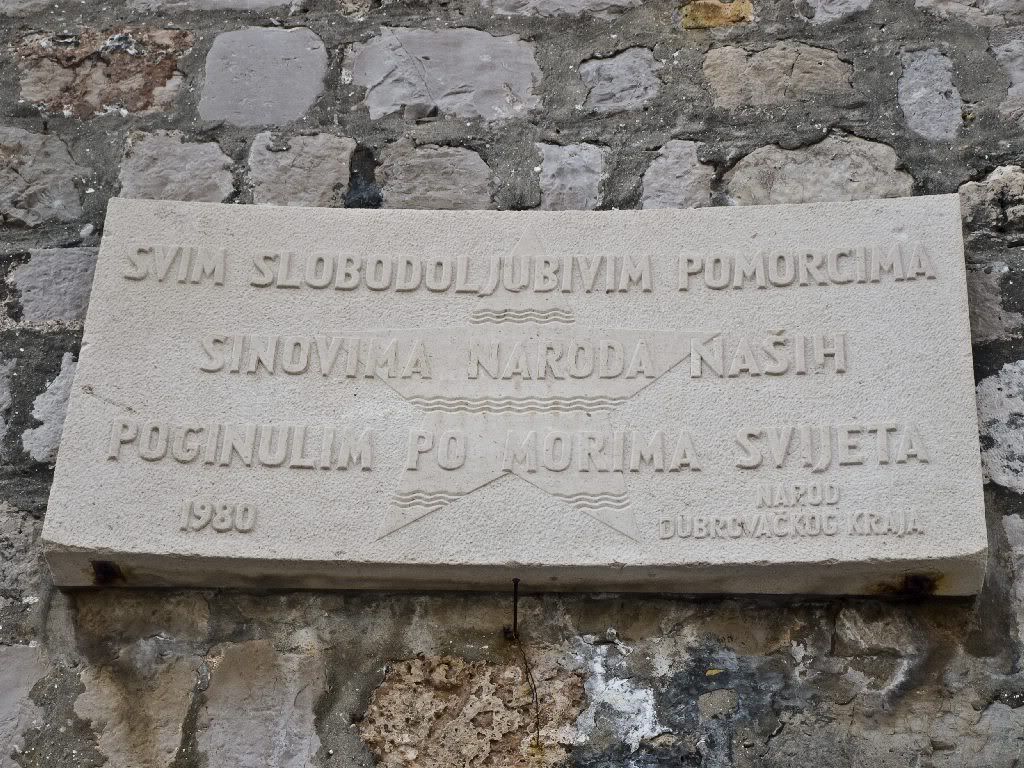 SVIM SLOBODOLJUBIVIM POMORCIMA
SINOVIMA NARODA NAŠIH
POGINULIM PO MORIMA SVIJETA
1980
NAROD
DUBROVAČKOG KRAJA